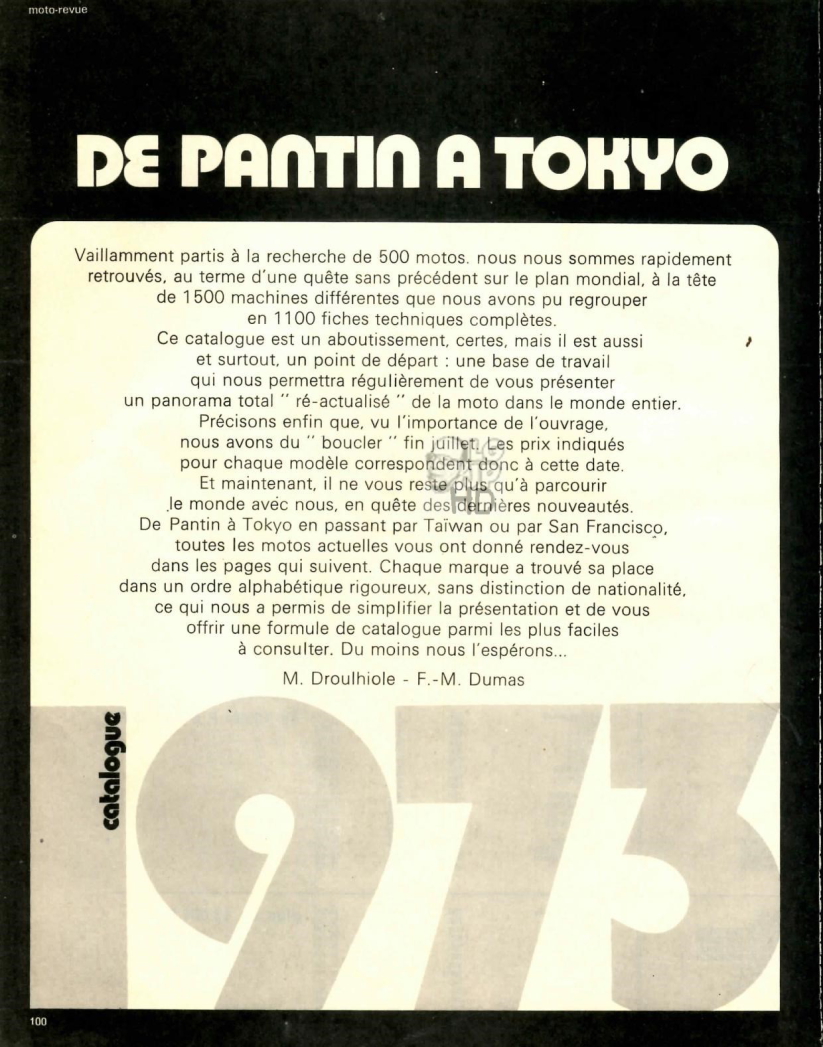 moto-revue
DE PANTIN A TOKYO
Vaillamment partis à la recherche de 500 motos. nous nous sommes rapidement
retrouvés, au terme d'une quête sans précédent sur le plan mondial, à la tête
de 1500 machines différentes que nous avons pu regrouper
en 1100 fiches techniques complètes.
Ce catalogue est un aboutissement, certes, mais il est aussi
et surtout, un point de départ : une base de travail
qui nous permettra régulièrement de vous présenter
un panorama total " ré-actualisé " de la moto dans le monde entier.
Précisons enfin que, vu l'importance de l'ouvrage,
nous avons du " boucler " fin juillet. Les prix indiqués
pour chaque modèle correspondent donc à cette date.
Et maintenant, il ne vous reste plus qu'à parcourir
le monde avec nous, en quête des dernières nouveautés.
De Pantin à Tokyo en passant par Taïwan ou par San Francisco,
toutes les motos actuelles vous ont donné rendez-vous
dans les pages qui suivent. Chaque marque a trouvé sa place
dans un ordre alphabétique rigoureux, sans distinction de nationalité,
ce qui nous a permis de simplifier la présentation et de vous
offrir une formule de catalogue parmi les plus faciles
à consulter. Du moins nous l'espérons...
M. Droulhiole - F.-M. Dumas
catalogue
1973
100